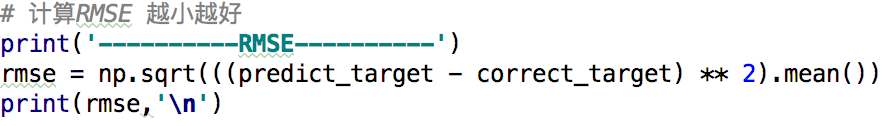 # 计算RMSE 越小越好
print('----------RMSE----------')
rmse = np.sqrt(((predict_target - correct_target) ** 2).mean())
print(rmse,'\n')